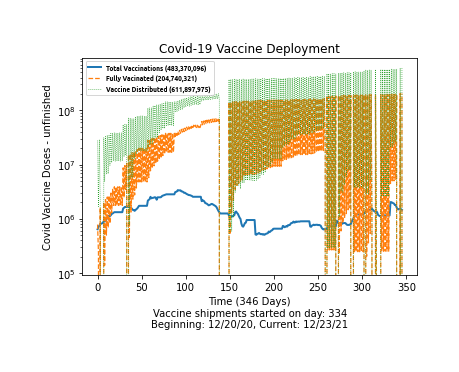 Covid-19 Vaccine Deployment
Total Vaccinations (483,370,096)
Fully Vacinated (204,740,321)
Vaccine Distributed (611,897,975)
Covid Vaccine Doses - unfinished
10⁸
10⁷
10⁶
10⁵
0 50 100 150 200 250 300 350
Time (346 Days)
Vaccine shipments started on day: 334
Beginning: 12/20/20, Current: 12/23/21